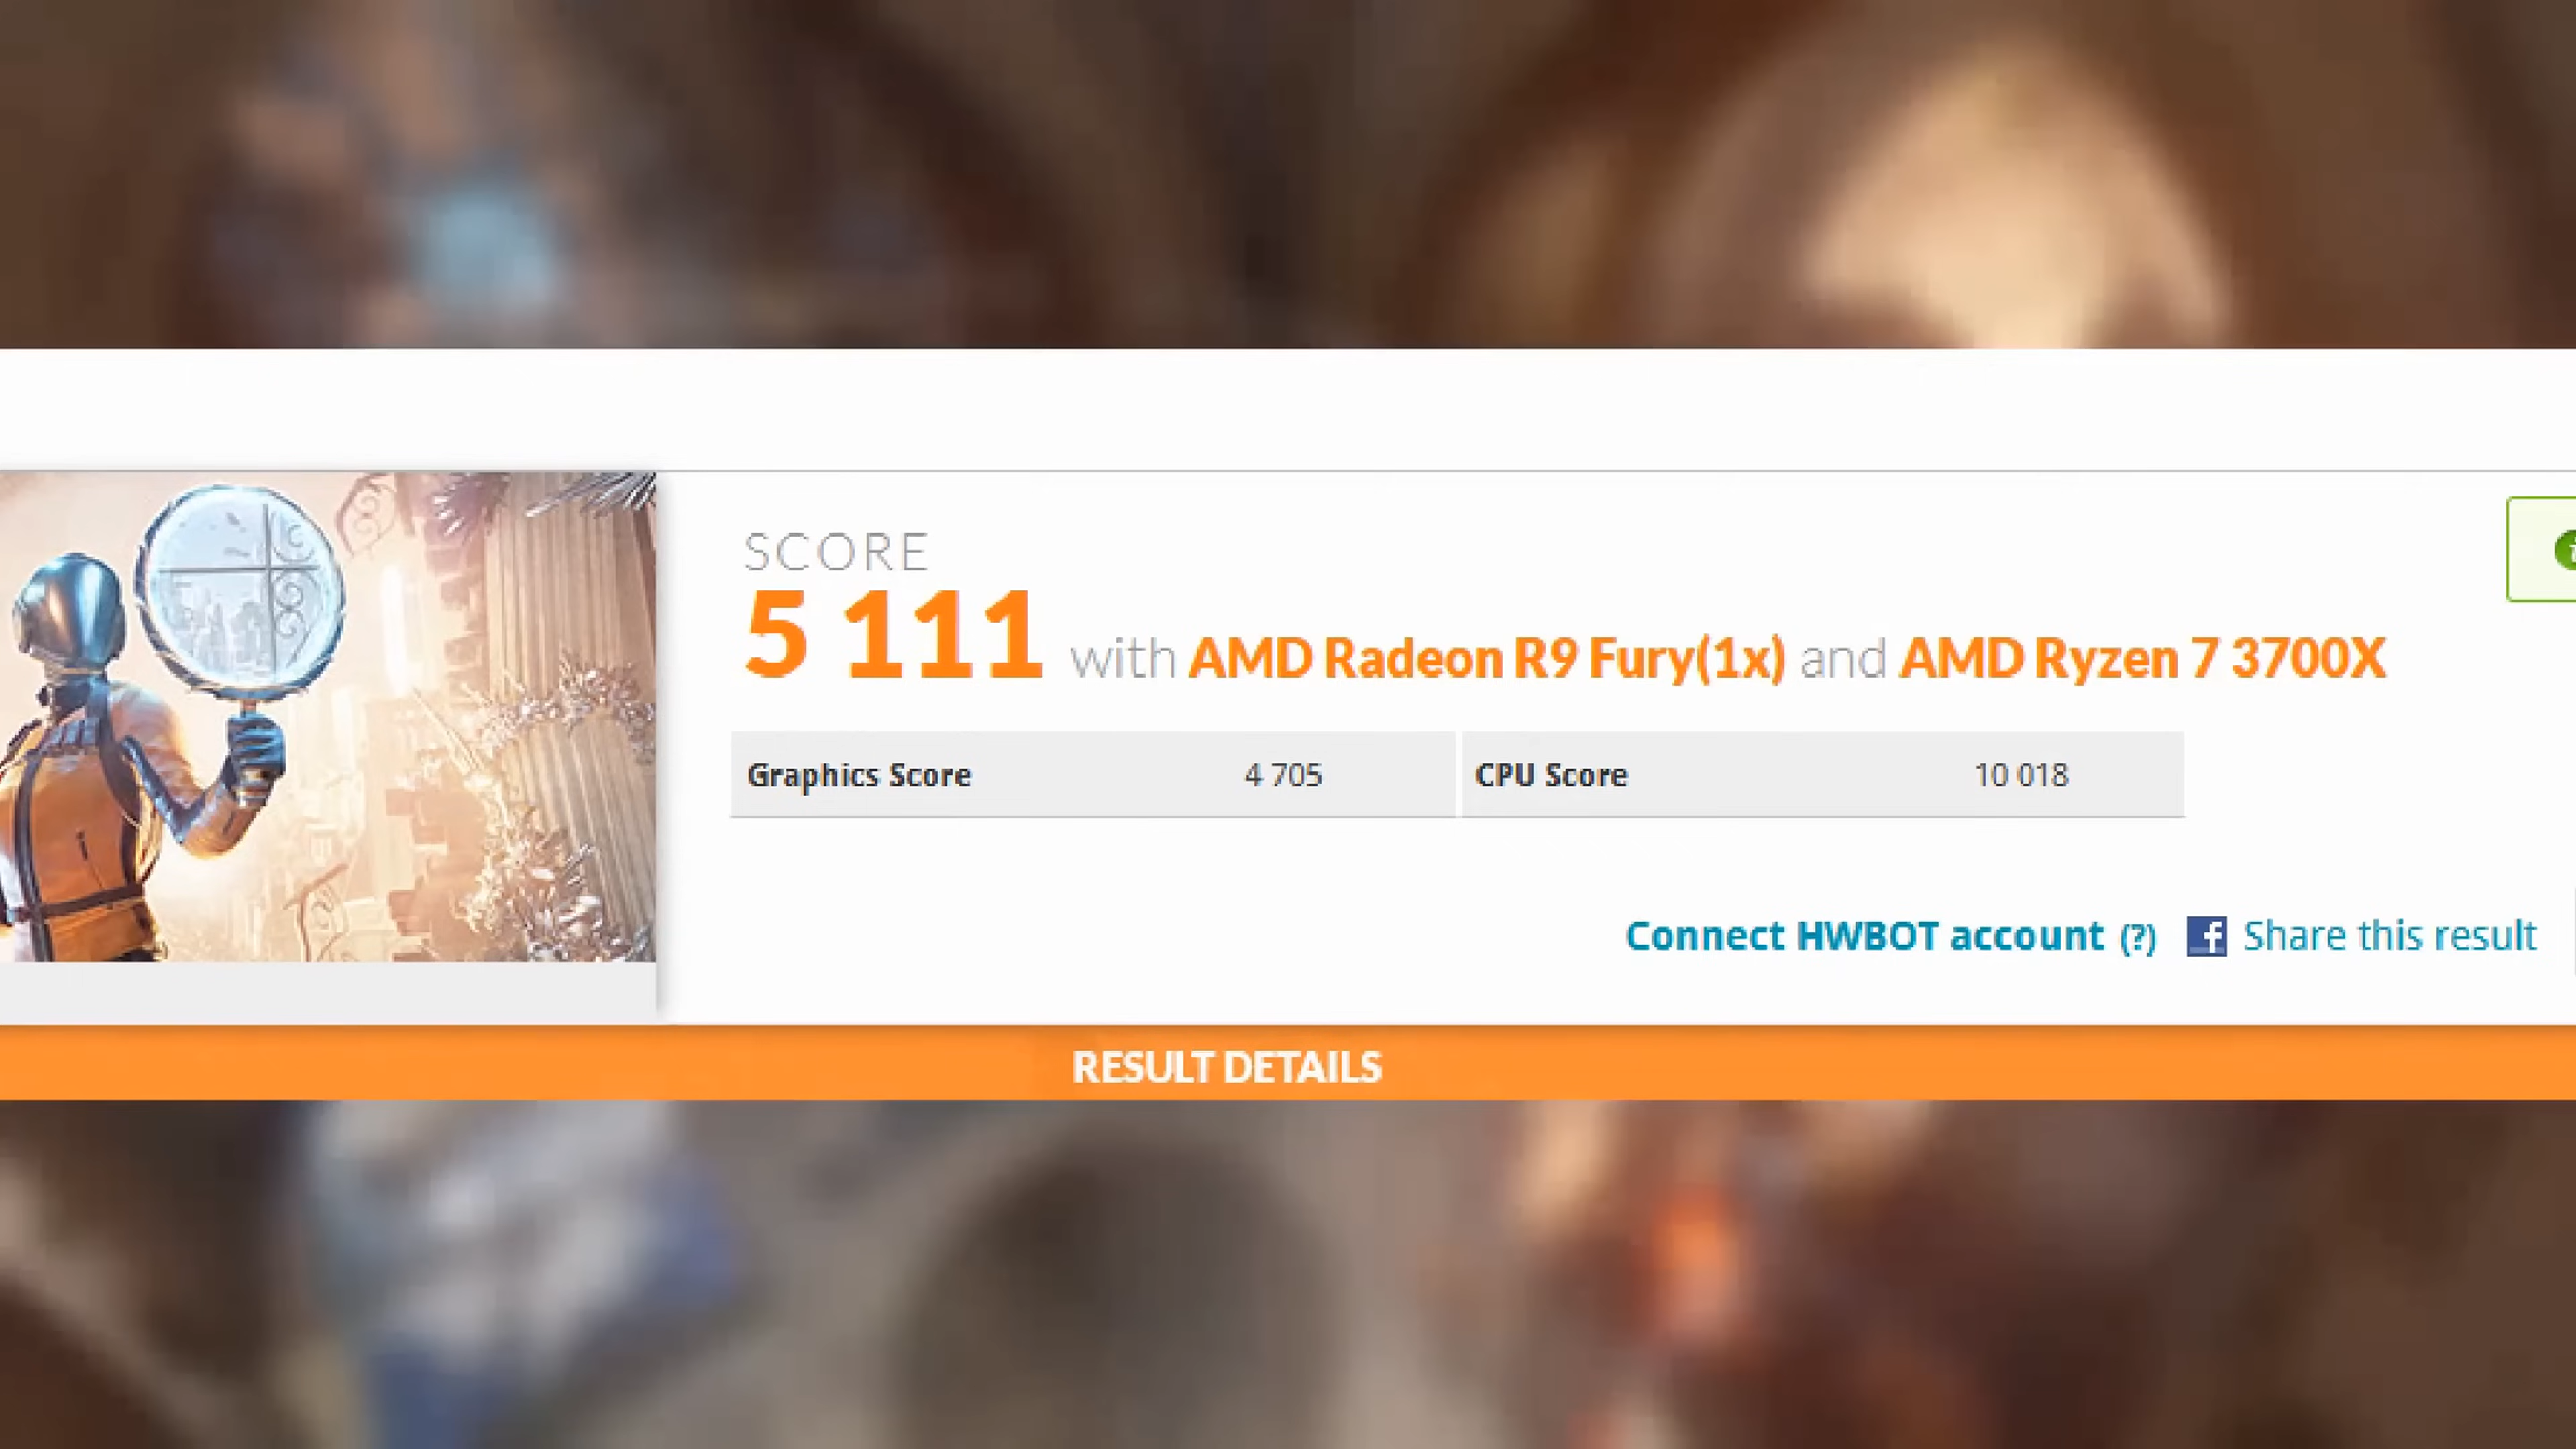 SCORE
5 111 with AMD Radeon R9 Fury(1x) and AMD Ryzen 7 3700X
Graphics Score 4 705 CPU Score 10 018
Connect HWBOT account (?) f Share this result
RESULT DETAILS